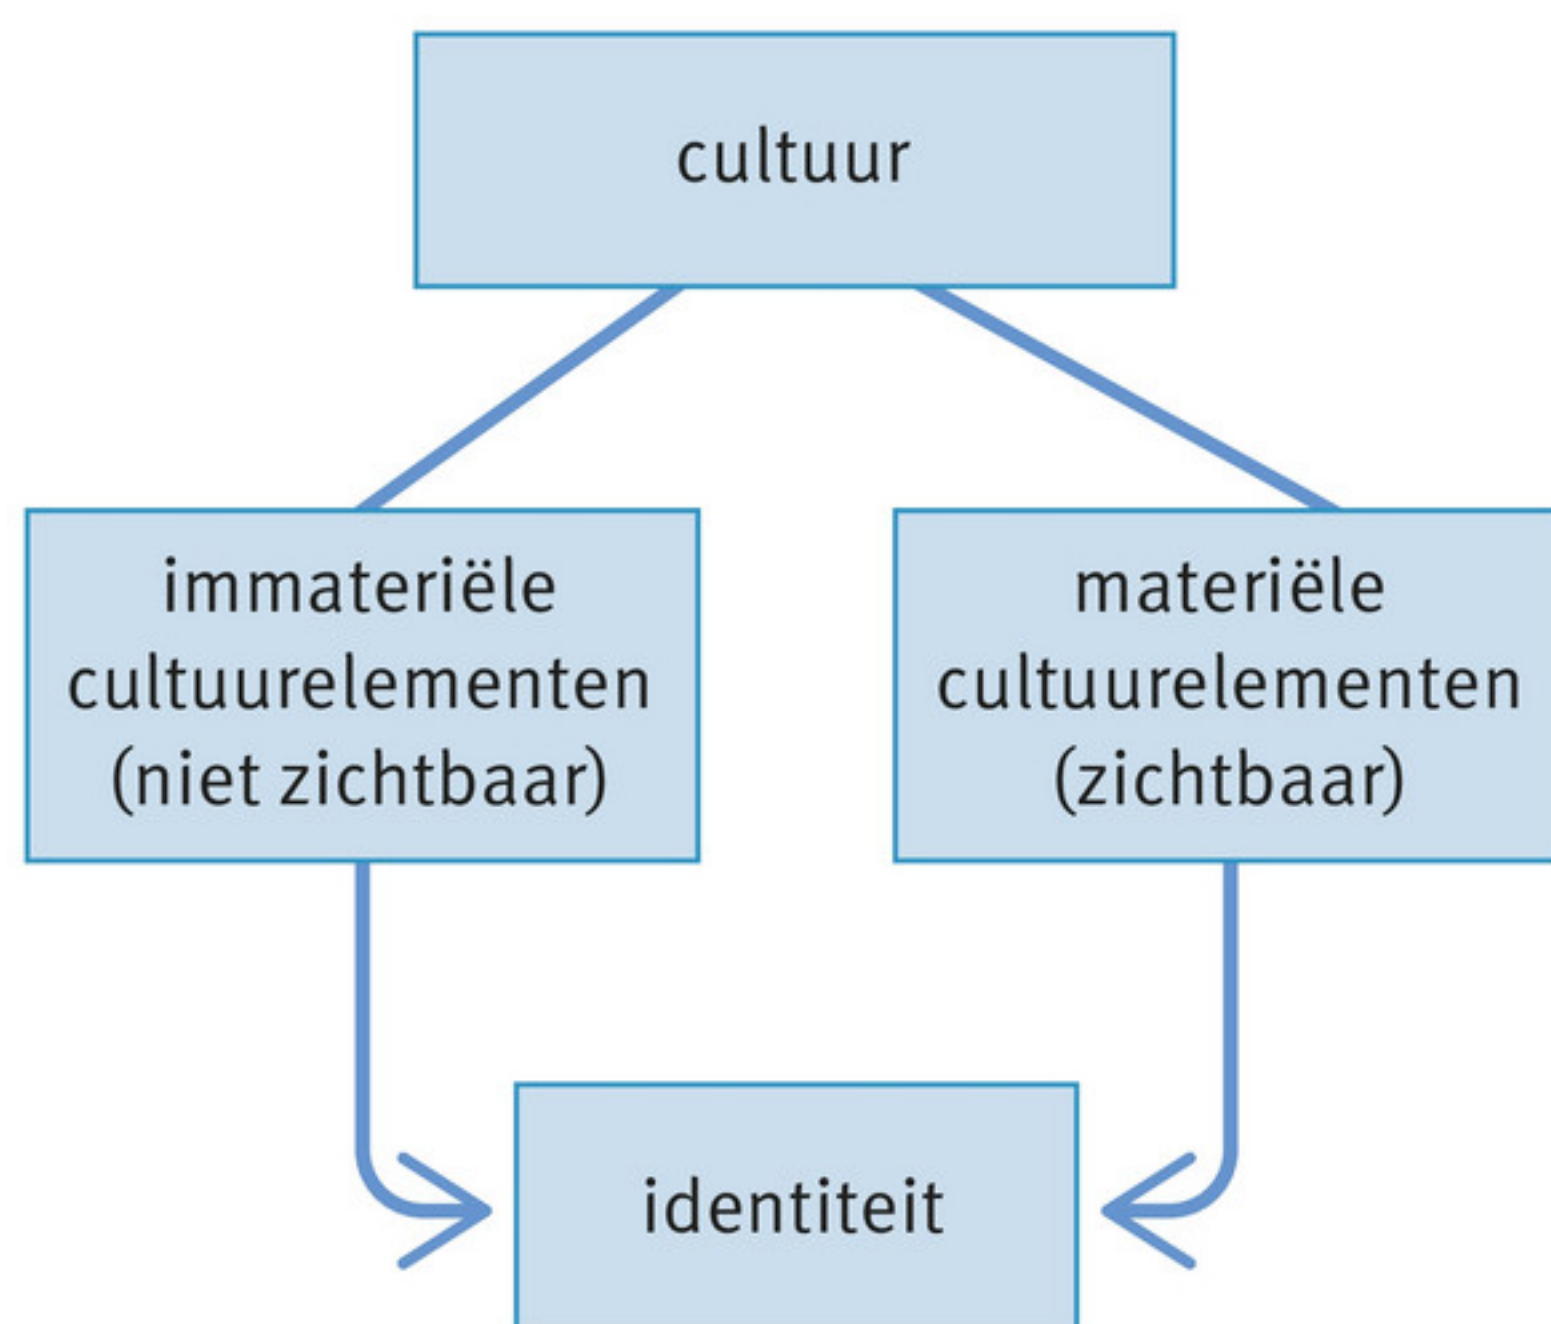 cultuur
immateriële
cultuurelementen
(niet zichtbaar)
materiële
cultuurelementen
(zichtbaar)
identiteit